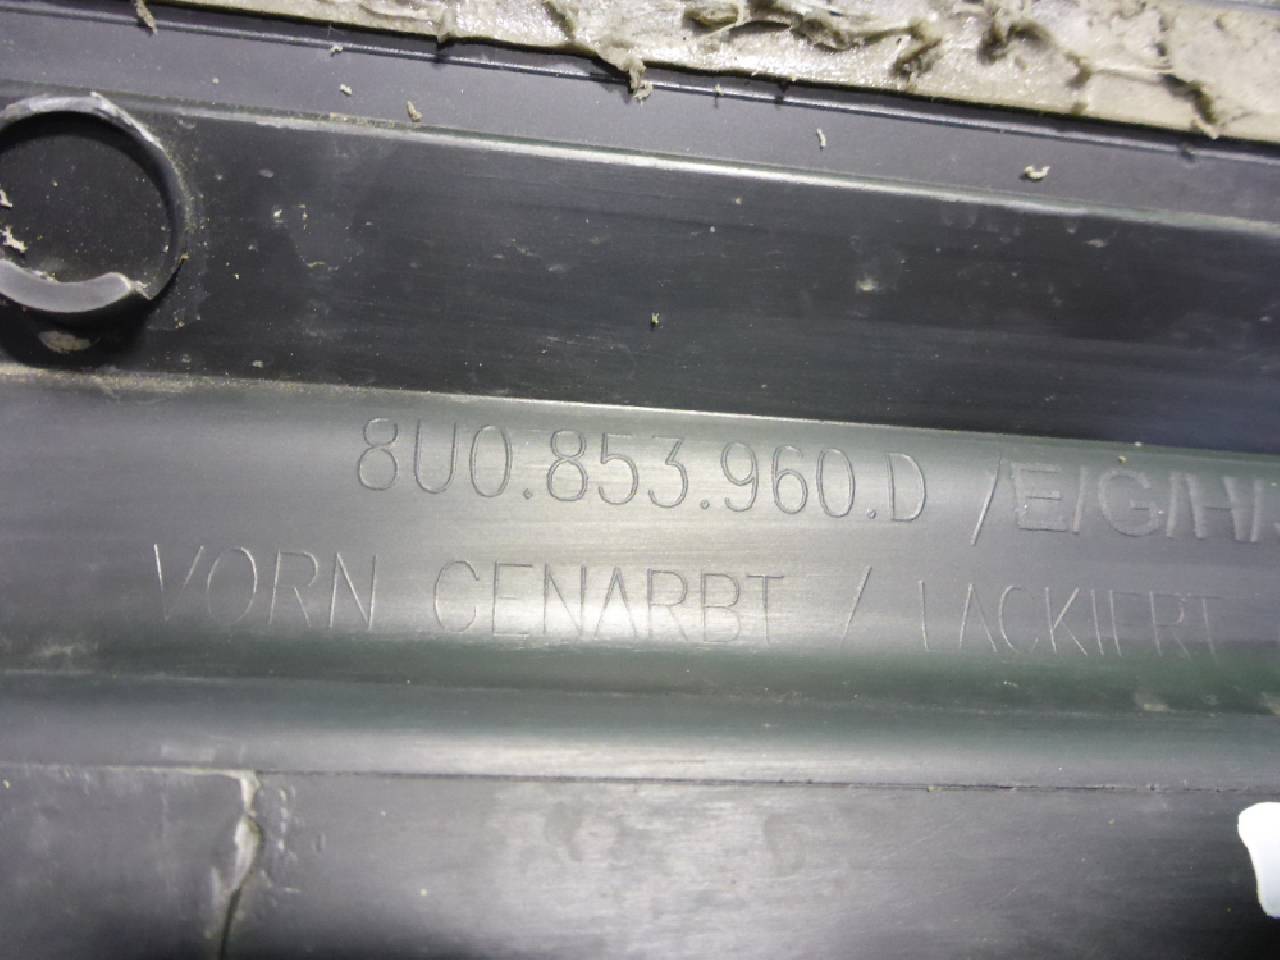 8U0.853.960.D /E/G/H/
VORN GENARBT / LACKIERT